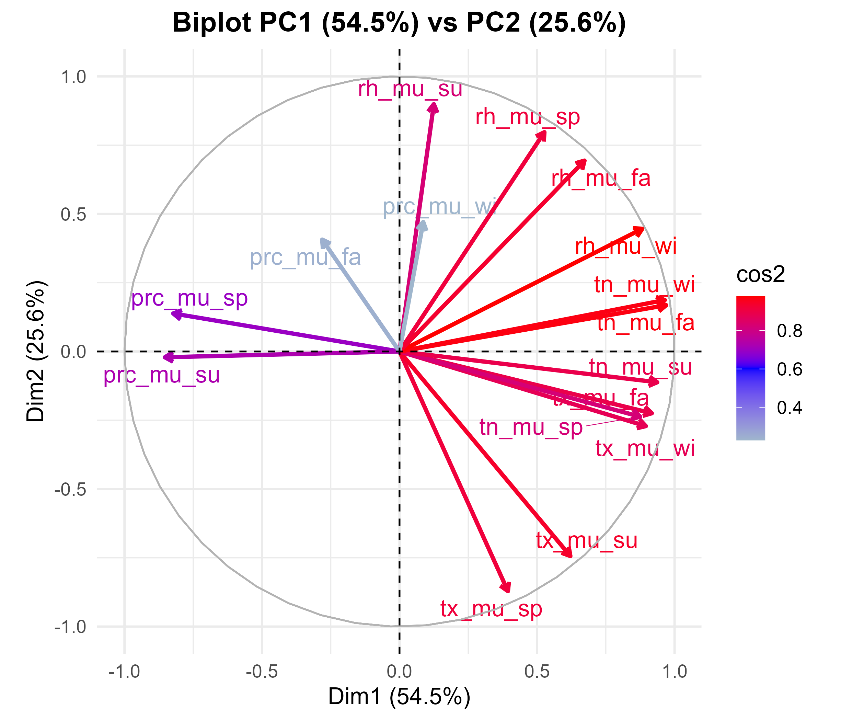 Biplot PC1 (54.5%) vs PC2 (25.6%)
1.0
rh_mu_su
rh_mu_sp
rh_mu_fa
0.5
prc_mu_wi
prc_mu_fa
rh_mu_wi
cos2
tn_mu_wi
prc_mu_sp
tn_mu_fa
0.8
0.0
tn_mu_su
0.6
prc_mu_su
tx_mu_fa
0.4
tn_mu_sp
tx_mu_wi
-0.5
tx_mu_su
tx_mu_sp
-1.0
-1.0
-0.5
0.0
0.5
1.0
Dim1 (54.5%)
Dim2 (25.6%)